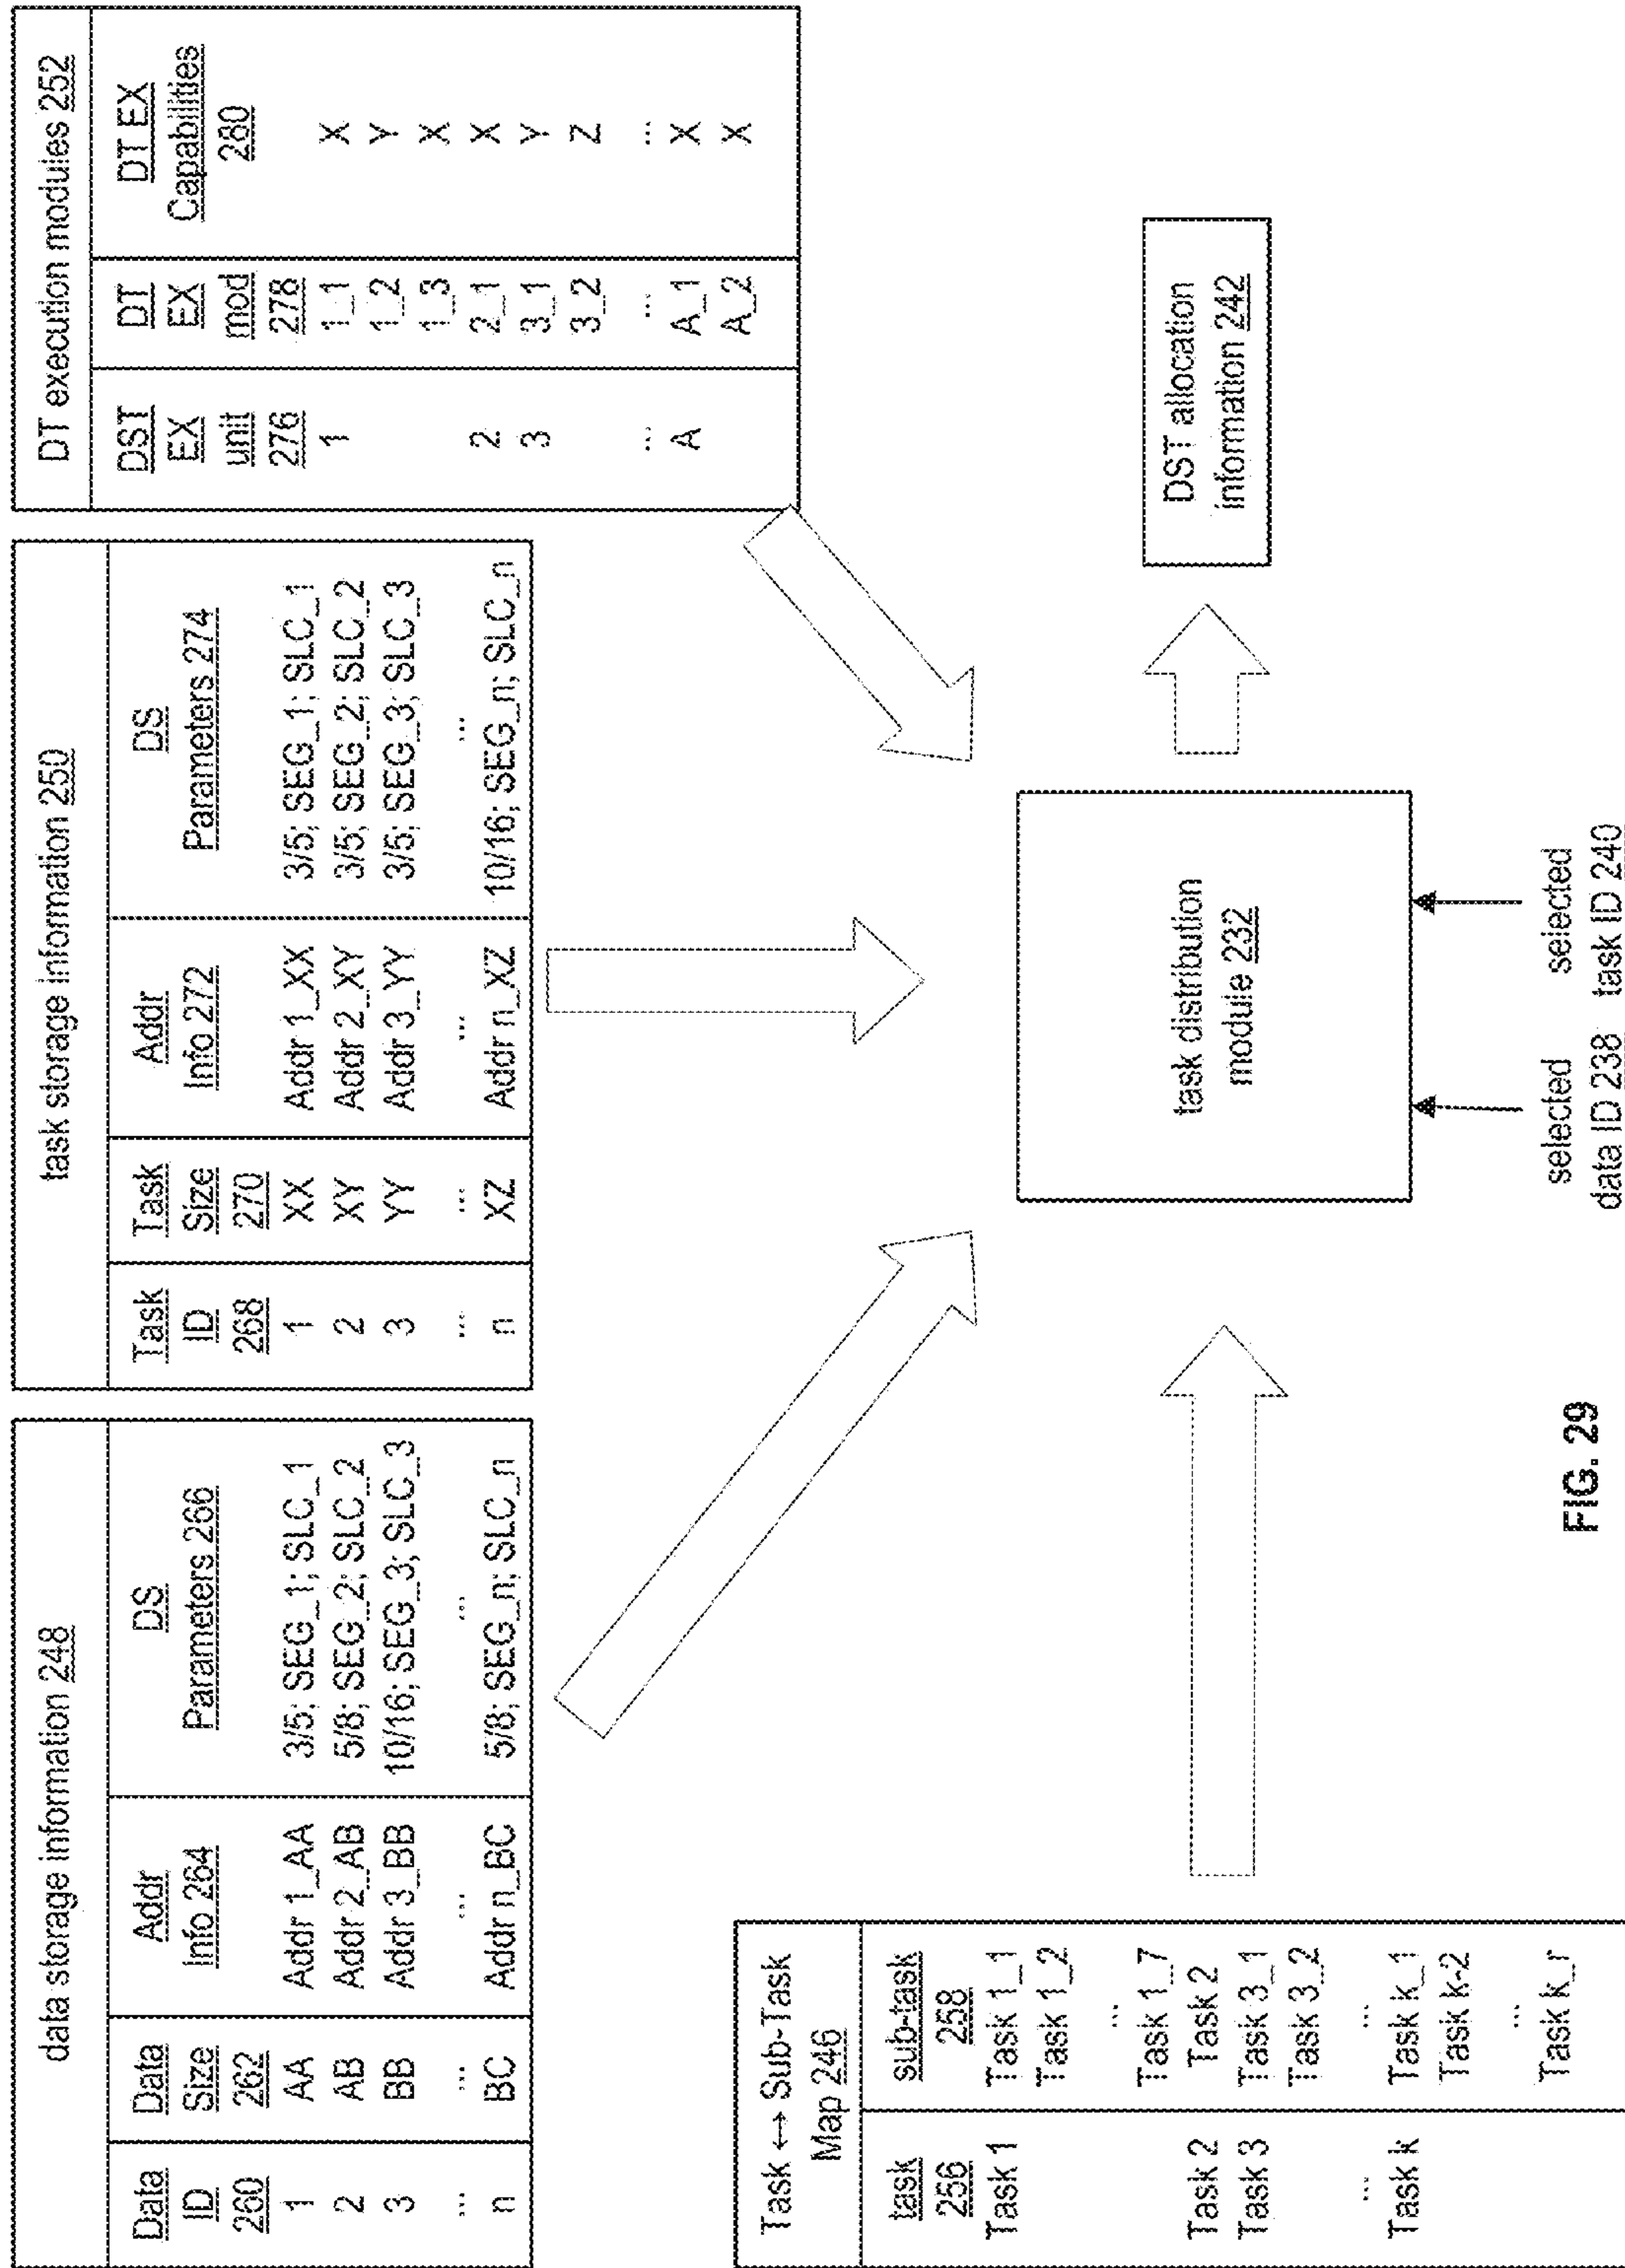 data storage information 248
Data ID 260 Data Size 262 Addr Info 264 DS Parameters 266
1 AA Addr 1_AA 3/5; SEG_1; SLC_1
2 AB Addr 2_AB 5/8; SEG_2; SLC_2
3 BB Addr 3_BB 10/16; SEG_3; SLC_3
... ... ... ...
n BC Addr n_BC 5/8; SEG_n; SLC_n
task storage information 250
Task ID 268 Task Size 270 Addr Info 272 DS Parameters 274
1 XX Addr 1_XX 3/5; SEG_1; SLC_1
2 XY Addr 2_XY 3/5; SEG_2; SLC_2
3 YY Addr 3_YY 3/5; SEG_3; SLC_3
... ... ... ...
n XZ Addr n_XZ 10/16; SEG_n; SLC_n
DT execution modules 252
DST EX unit 276 DT EX mod 278 DT EX Capabilities 280
1 1_1 X
1_2 Y
1_3 X
2 2_1 X
3 3_1 Y
3_2 Z
... ... ...
A A_1 X
A_2 X
Task ↔ Sub-Task
Map 246
task 256 sub-task 258
Task 1 Task 1_1
Task 1_2
...
Task 1_7
Task 2 Task 2
Task 3 Task 3_1
Task 3_2
... ...
Task k Task k_1
Task k-2
...
Task k_r
task distribution
module 232
DST allocation
information 242
selected
data ID 238
selected
task ID 240
FIG. 29